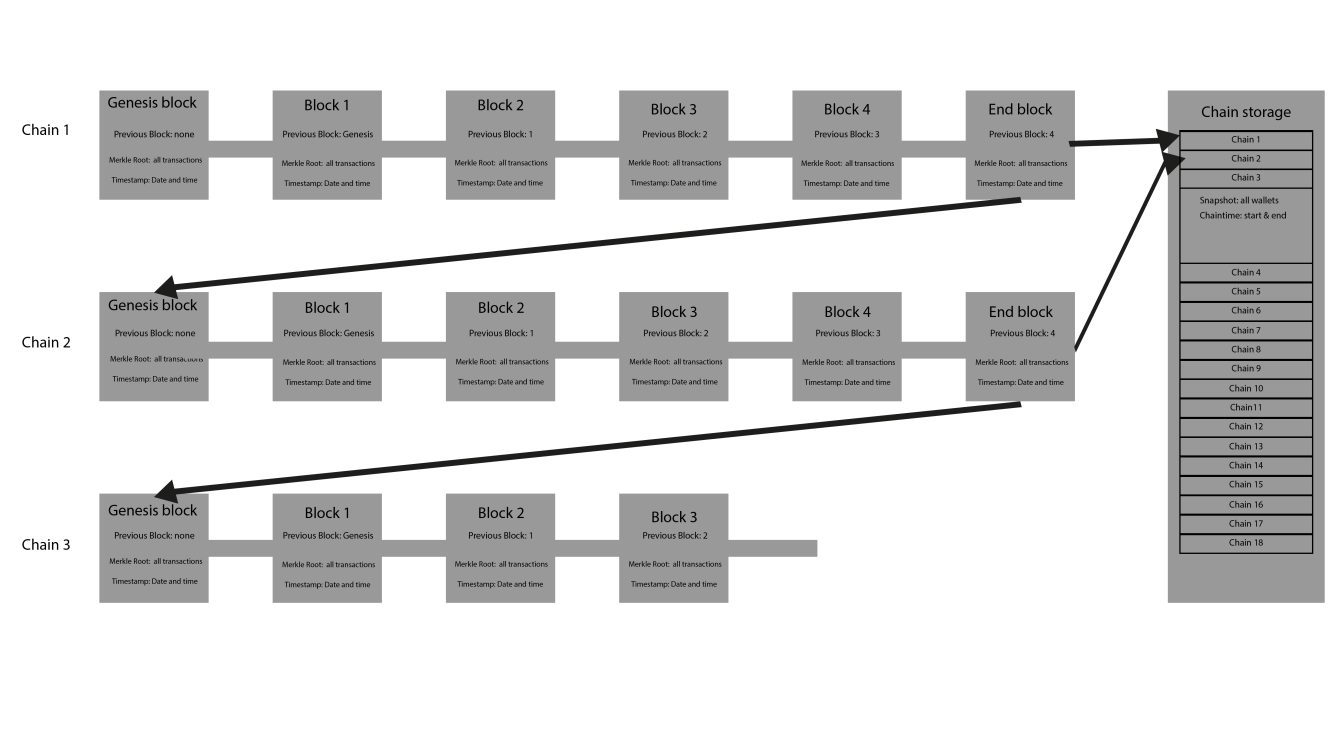 Chain 1
Genesis block
Previous Block: none
Merkle Root: all transactions
Timestamp: Date and time
Block 1
Previous Block: Genesis
Merkle Root: all transactions
Timestamp: Date and time
Block 2
Previous Block: 1
Merkle Root: all transactions
Timestamp: Date and time
Block 3
Previous Block: 2
Merkle Root: all transactions
Timestamp: Date and time
Block 4
Previous Block: 3
Merkle Root: all transactions
Timestamp: Date and time
End block
Previous Block: 4
Merkle Root: all transactions
Timestamp: Date and time
Chain 2
Genesis block
Previous Block: none
Merkle Root: all transactions
Timestamp: Date and time
Block 1
Previous Block: Genesis
Merkle Root: all transactions
Timestamp: Date and time
Block 2
Previous Block: 1
Merkle Root: all transactions
Timestamp: Date and time
Block 3
Previous Block: 2
Merkle Root: all transactions
Timestamp: Date and time
Block 4
Previous Block: 3
Merkle Root: all transactions
Timestamp: Date and time
End block
Previous Block: 4
Merkle Root: all transactions
Timestamp: Date and time
Chain 3
Genesis block
Previous Block: none
Merkle Root: all transactions
Timestamp: Date and time
Block 1
Previous Block: Genesis
Merkle Root: all transactions
Timestamp: Date and time
Block 2
Previous Block: 1
Merkle Root: all transactions
Timestamp: Date and time
Block 3
Previous Block: 2
Merkle Root: all transactions
Timestamp: Date and time
Chain storage
Chain 1
Chain 2
Chain 3
Snapshot: all wallets
Chaintime: start & end
Chain 4
Chain 5
Chain 6
Chain 7
Chain 8
Chain 9
Chain 10
Chain11
Chain 12
Chain 13
Chain 14
Chain 15
Chain 16
Chain 17
Chain 18